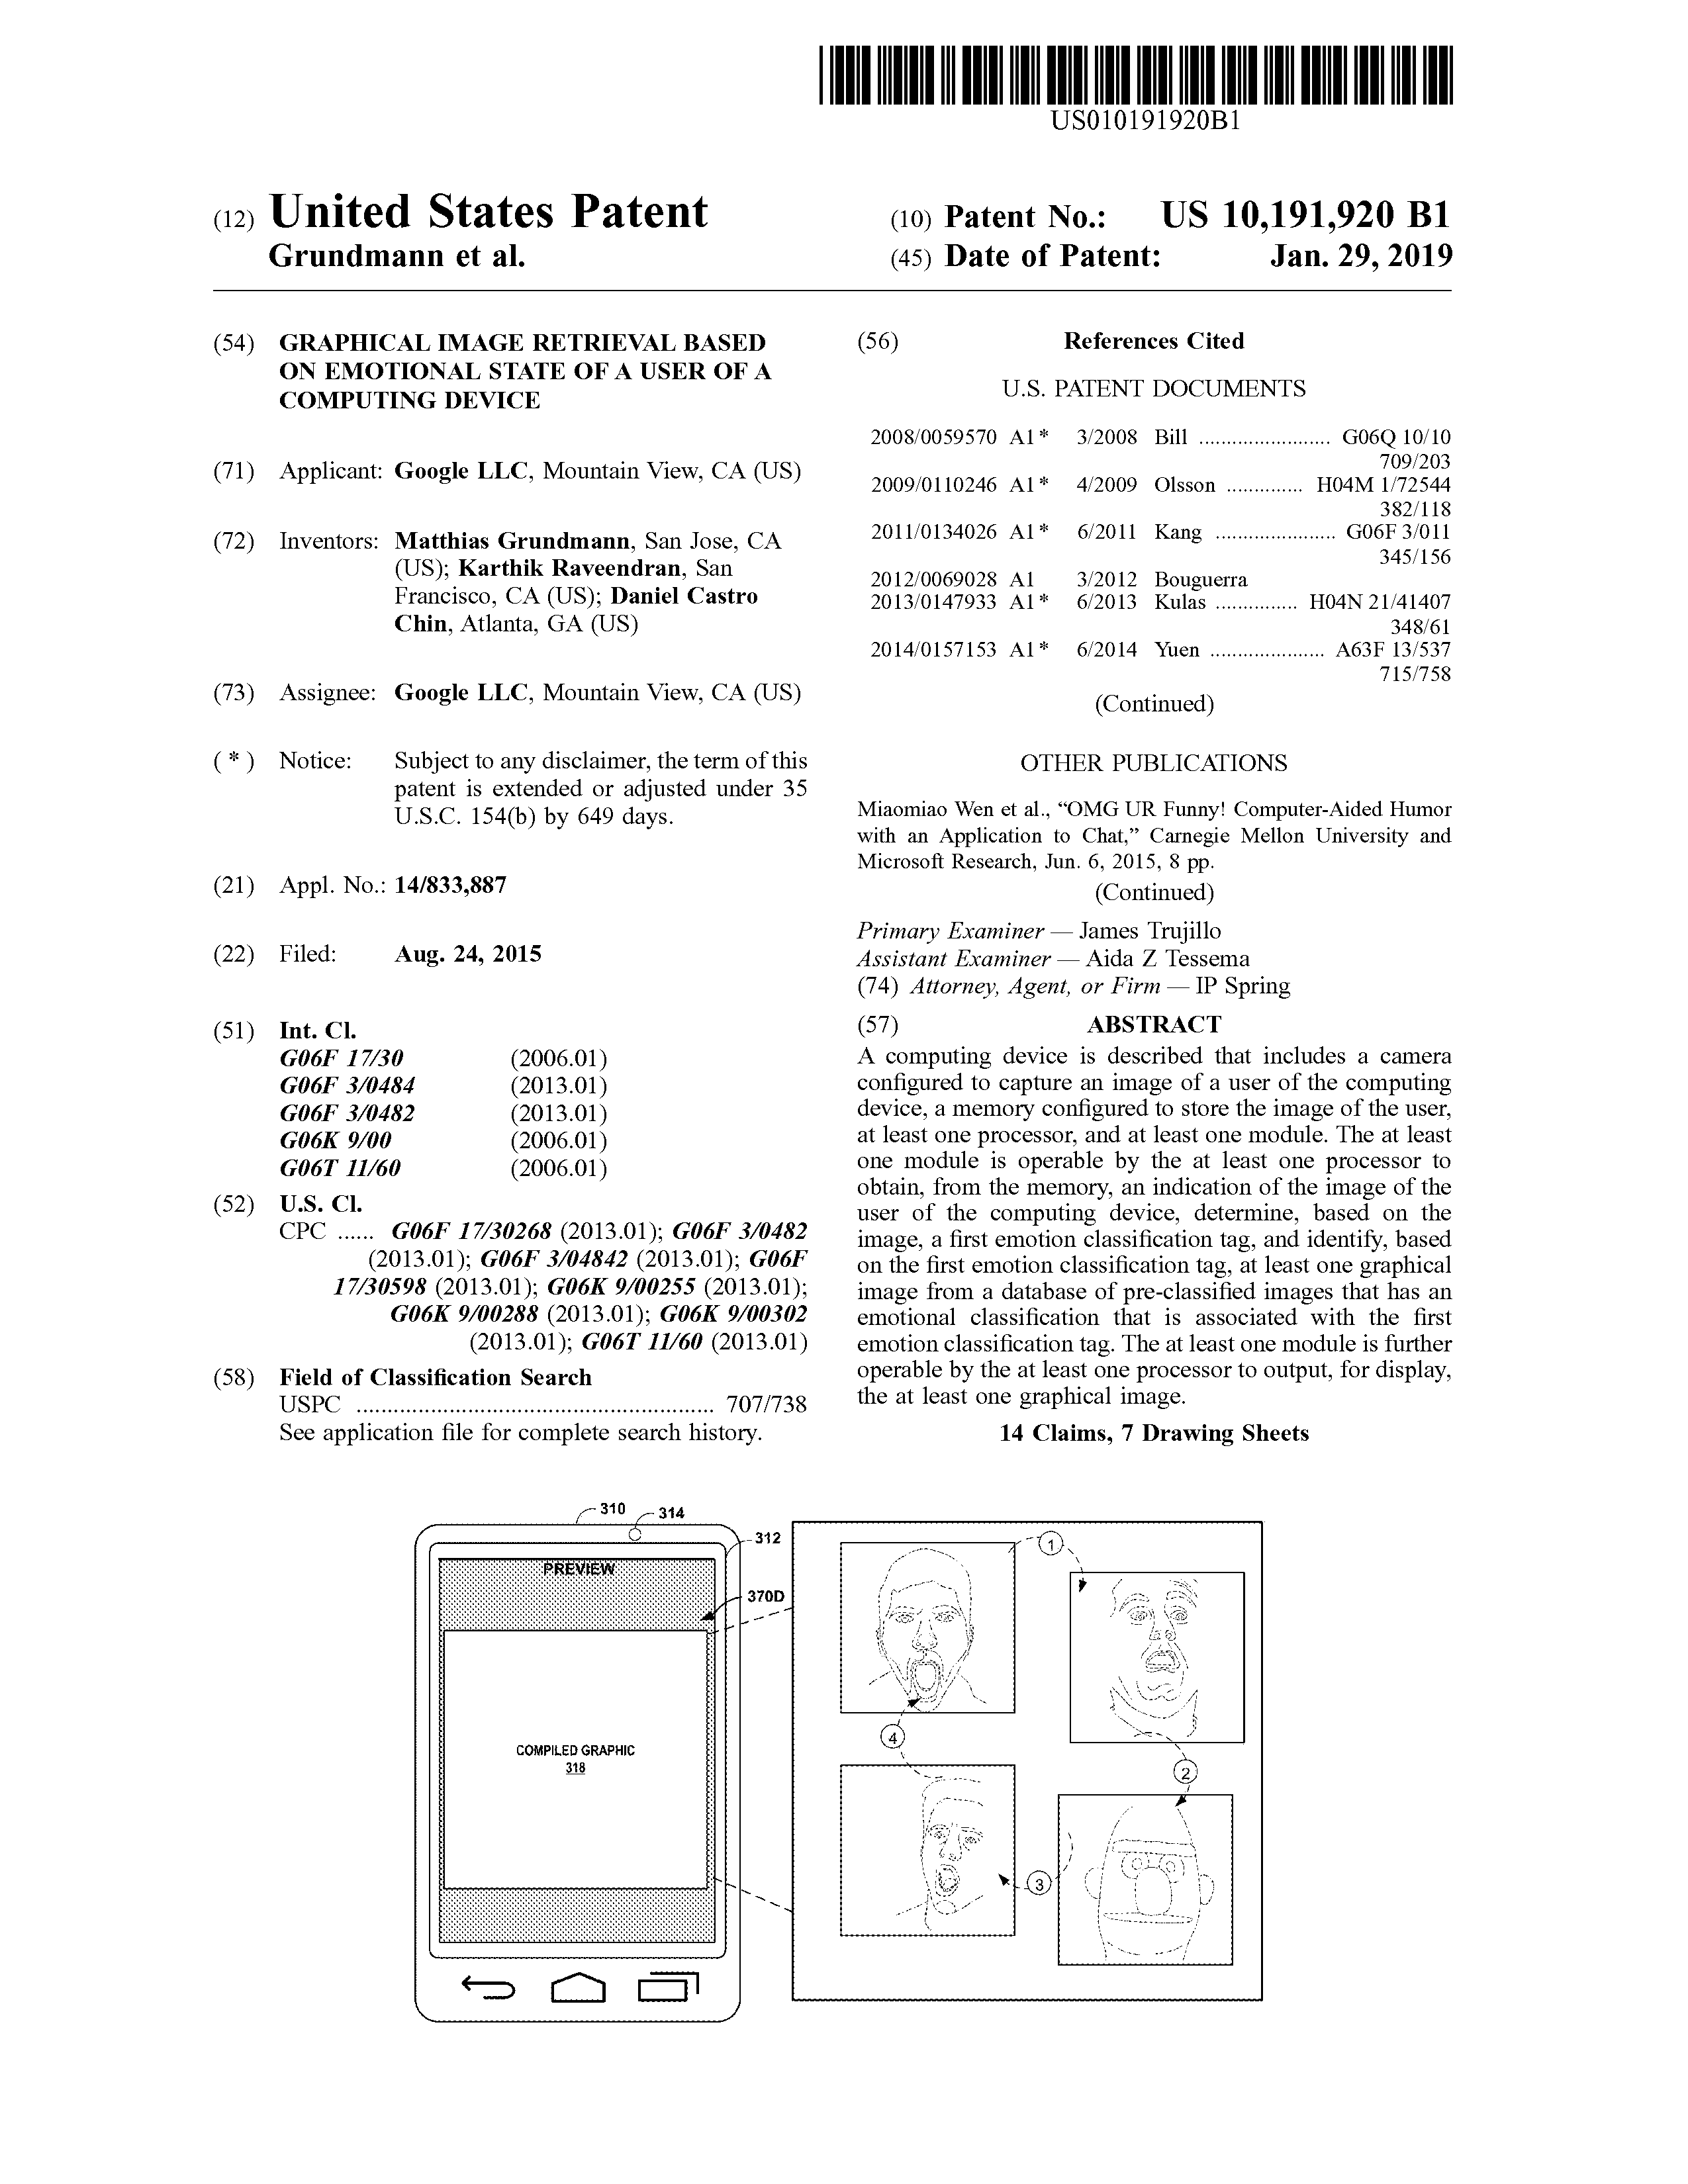 US010191920B1
(12) United States Patent
Grundmann et al.
(10) Patent No.: US 10,191,920 B1
(45) Date of Patent: Jan. 29, 2019
(54) GRAPHICAL IMAGE RETRIEVAL BASED
ON EMOTIONAL STATE OF A USER OF A
COMPUTING DEVICE
(71) Applicant: Google LLC, Mountain View, CA (US)
(72) Inventors: Matthias Grundmann, San Jose, CA
(US); Karthik Raveendran, San
Francisco, CA (US); Daniel Castro
Chin, Atlanta, GA (US)
(73) Assignee: Google LLC, Mountain View, CA (US)
( * ) Notice: Subject to any disclaimer, the term of this
patent is extended or adjusted under 35
U.S.C. 154(b) by 649 days.
(21) Appl. No.: 14/833,887
(22) Filed: Aug. 24, 2015
(51) Int. Cl.
G06F 17/30 (2006.01)
G06F 3/0484 (2013.01)
G06F 3/0482 (2013.01)
G06K 9/00 (2006.01)
G06T 11/60 (2006.01)
(52) U.S. Cl.
CPC ...... G06F 17/30268 (2013.01); G06F 3/0482
(2013.01); G06F 3/04842 (2013.01); G06F
17/30598 (2013.01); G06K 9/00255 (2013.01);
G06K 9/00288 (2013.01); G06K 9/00302
(2013.01); G06T 11/60 (2013.01)
(58) Field of Classification Search
USPC ..................................................... 707/738
See application file for complete search history.
(56) References Cited
U.S. PATENT DOCUMENTS
2008/0059570 A1* 3/2008 Bill ........................ G06Q 10/10
709/203
2009/0110246 A1* 4/2009 Olsson .............. H04M 1/72544
382/118
2011/0134026 A1* 6/2011 Kang ...................... G06F 3/011
345/156
2012/0069028 A1 3/2012 Bouguerra
2013/0147933 A1* 6/2013 Kulas ............... H04N 21/41407
348/61
2014/0157153 A1* 6/2014 Yuen ..................... A63F 13/537
715/758
(Continued)
OTHER PUBLICATIONS
Miaomiao Wen et al., “OMG UR Funny! Computer-Aided Humor
with an Application to Chat,” Carnegie Mellon University and
Microsoft Research, Jun. 6, 2015, 8 pp.
(Continued)
Primary Examiner — James Trujillo
Assistant Examiner — Aida Z Tessema
(74) Attorney, Agent, or Firm — IP Spring
(57) ABSTRACT
A computing device is described that includes a camera
configured to capture an image of a user of the computing
device, a memory configured to store the image of the user,
at least one processor, and at least one module. The at least
one module is operable by the at least one processor to
obtain, from the memory, an indication of the image of the
user of the computing device, determine, based on the
image, a first emotion classification tag, and identify, based
on the first emotion classification tag, at least one graphical
image from a database of pre-classified images that has an
emotional classification that is associated with the first
emotion classification tag. The at least one module is further
operable by the at least one processor to output, for display,
the at least one graphical image.
14 Claims, 7 Drawing Sheets
310
314
312
PREVIEW
370D
COMPILED GRAPHIC
318
1
2
3
4